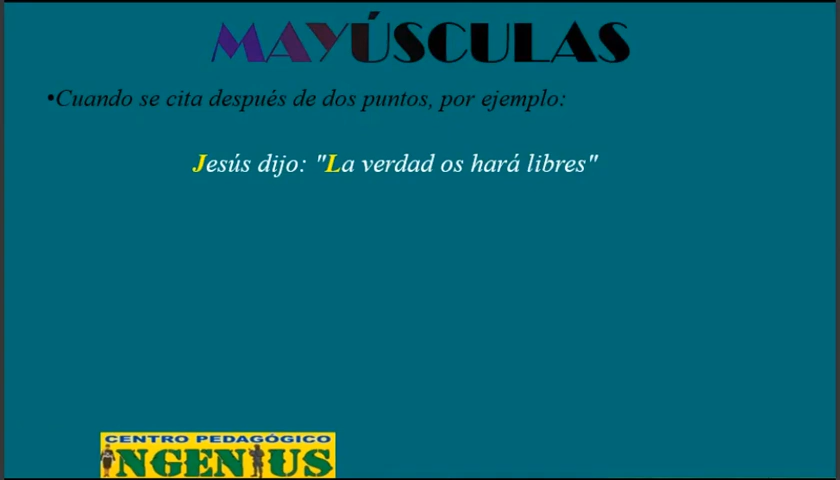 MAYÚSCULAS
•Cuando se cita después de dos puntos, por ejemplo:
Jesús dijo: "La verdad os hará libres"
CENTRO PEDAGÓGICO
INGENIUS